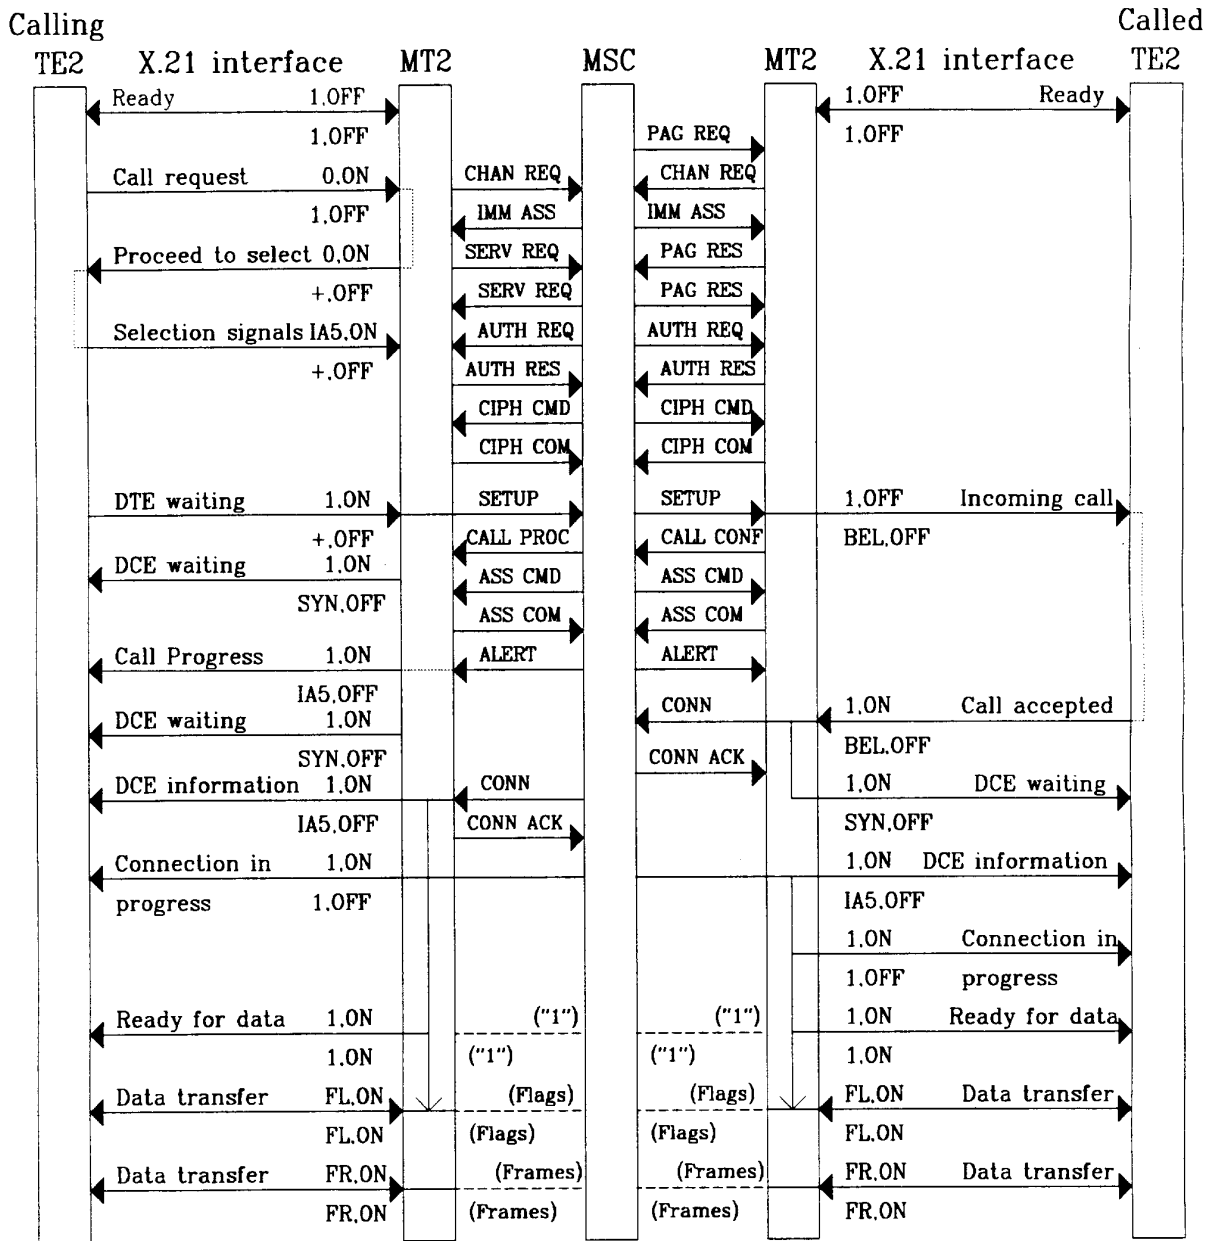 Calling Called
TE2 X.21 interface MT2 MSC MT2 X.21 interface TE2
Ready 1.OFF 1.OFF Ready
1.OFF PAG REQ 1.OFF
Call request 0.ON CHAN REQ CHAN REQ
1.OFF IMM ASS IMM ASS
Proceed to select 0.ON SERV REQ PAG RES
+.OFF SERV REQ PAG RES
Selection signals IA5.ON AUTH REQ AUTH REQ
+.OFF AUTH RES AUTH RES
CIPH CMD CIPH CMD
CIPH COM CIPH COM
DTE waiting 1.ON SETUP SETUP 1.OFF Incoming call
+.OFF CALL PROC CALL CONF BEL.OFF
DCE waiting 1.ON ASS CMD ASS CMD
SYN.OFF ASS COM ASS COM
Call Progress 1.ON ALERT ALERT
IA5.OFF CONN 1.ON Call accepted
DCE waiting 1.ON
SYN.OFF CONN ACK BEL.OFF
DCE information 1.ON CONN 1.ON DCE waiting
IA5.OFF CONN ACK SYN.OFF
Connection in 1.ON 1.ON DCE information
progress 1.OFF IA5.OFF
1.ON Connection in
1.OFF progress
Ready for data 1.ON ("1") ("1") 1.ON Ready for data
1.ON ("1") ("1") 1.ON
Data transfer FL.ON (Flags) (Flags) FL.ON Data transfer
FL.ON (Flags) (Flags) FL.ON
Data transfer FR.ON (Frames) (Frames) FR.ON Data transfer
FR.ON (Frames) (Frames) FR.ON